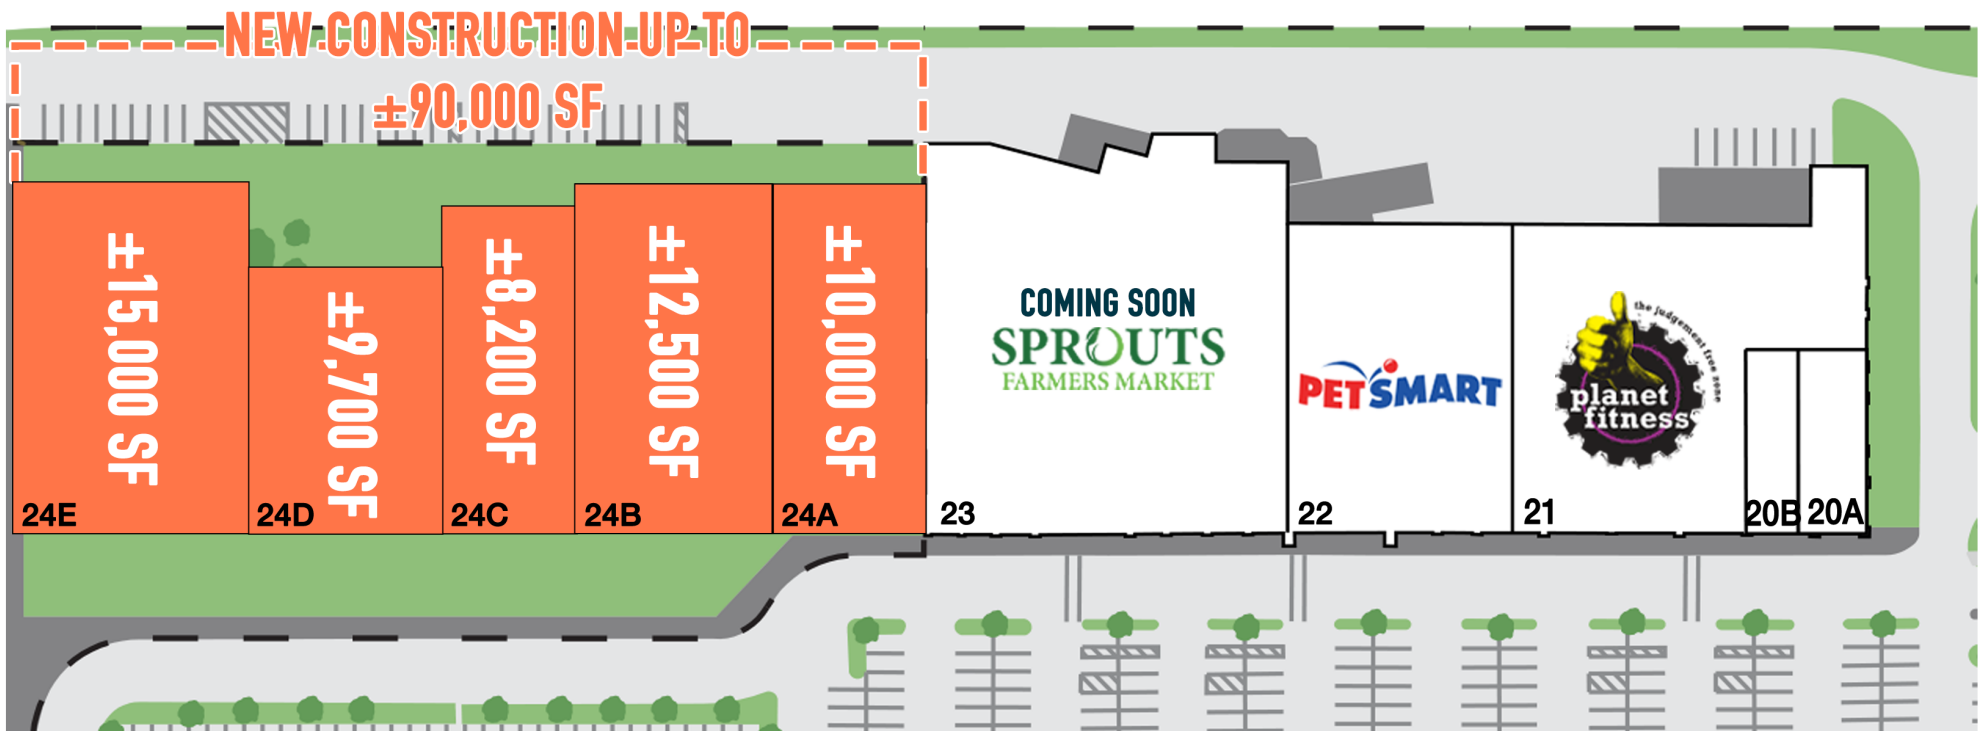 NEW CONSTRUCTION UP TO
±90,000 SF
±15,000 SF
24E
±9,700 SF
24D
±8,200 SF
24C
±12,500 SF
24B
±10,000 SF
24A
COMING SOON
SPROUTS
FARMERS MARKET
23
PETSMART
22
the judgement free zone
planet
fitness
21
20B
20A